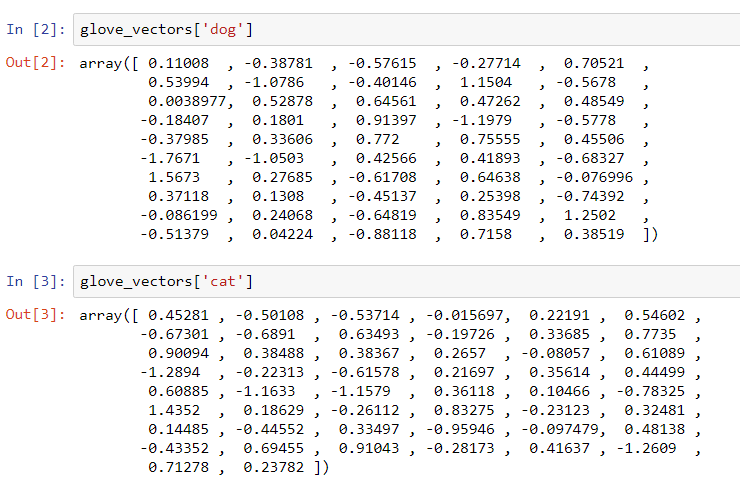 In [2]: glove_vectors['dog']
Out[2]: array([ 0.11008  , -0.38781  , -0.57615  , -0.27714  ,  0.70521  ,
        0.53994  , -1.0786   , -0.40146  ,  1.1504   , -0.5678   ,
        0.0038977,  0.52878  ,  0.64561  ,  0.47262  ,  0.48549  ,
       -0.18407  ,  0.1801   ,  0.91397  , -1.1979   , -0.5778   ,
       -0.37985  ,  0.33606  ,  0.772    ,  0.75555  ,  0.45506  ,
       -1.7671   , -1.0503   ,  0.42566  ,  0.41893  , -0.68327  ,
        1.5673   ,  0.27685  , -0.61708  ,  0.64638  , -0.076996 ,
        0.37118  ,  0.1308   , -0.45137  ,  0.25398  , -0.74392  ,
       -0.086199 ,  0.24068  , -0.64819  ,  0.83549  ,  1.2502   ,
       -0.51379  ,  0.04224  , -0.88118  ,  0.7158   ,  0.38519  ])
In [3]: glove_vectors['cat']
Out[3]: array([ 0.45281 , -0.50108 , -0.53714 , -0.015697,  0.22191 ,  0.54602 ,
       -0.67301 , -0.6891  ,  0.63493 , -0.19726 ,  0.33685 ,  0.7735  ,
        0.90094 ,  0.38488 ,  0.38367 ,  0.2657  , -0.08057 ,  0.61089 ,
       -1.2894  , -0.22313 , -0.61578 ,  0.21697 ,  0.35614 ,  0.44499 ,
        0.60885 , -1.1633  , -1.1579  ,  0.36118 ,  0.10466 , -0.78325 ,
        1.4352  ,  0.18629 , -0.26112 ,  0.83275 , -0.23123 ,  0.32481 ,
        0.14485 , -0.44552 ,  0.33497 , -0.95946 , -0.097479,  0.48138 ,
       -0.43352 ,  0.69455 ,  0.91043 , -0.28173 ,  0.41637 , -1.2609  ,
        0.71278 ,  0.23782 ])